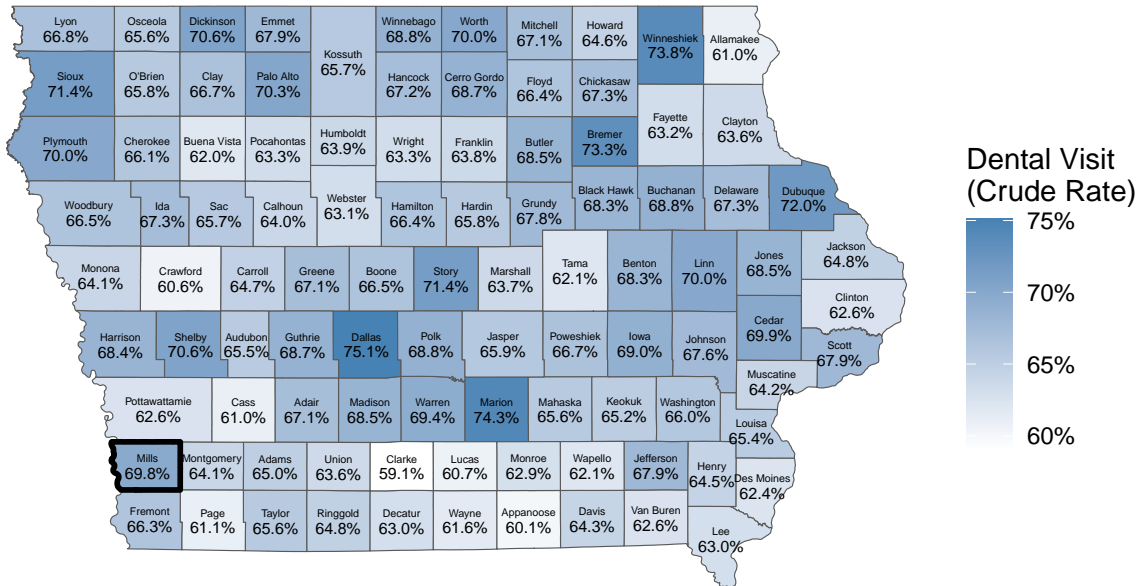 Lyon
66.8%
Osceola
65.6%
Dickinson
70.6%
Emmet
67.9%
Kossuth
65.7%
Winnebago
68.8%
Worth
70.0%
Mitchell
67.1%
Howard
64.6%
Winneshiek
73.8%
Allamakee
61.0%
Sioux
71.4%
O'Brien
65.8%
Clay
66.7%
Palo Alto
70.3%
Hancock
67.2%
Cerro Gordo
68.7%
Floyd
66.4%
Chickasaw
67.3%
Plymouth
70.0%
Cherokee
66.1%
Buena Vista
62.0%
Pocahontas
63.3%
Humboldt
63.9%
Wright
63.3%
Franklin
63.8%
Butler
68.5%
Bremer
73.3%
Fayette
63.2%
Clayton
63.6%
Woodbury
66.5%
Ida
67.3%
Sac
65.7%
Calhoun
64.0%
Webster
63.1%
Hamilton
66.4%
Hardin
65.8%
Grundy
67.8%
Black Hawk
68.3%
Buchanan
68.8%
Delaware
67.3%
Dubuque
72.0%
Monona
64.1%
Crawford
60.6%
Carroll
64.7%
Greene
67.1%
Boone
66.5%
Story
71.4%
Marshall
63.7%
Tama
62.1%
Benton
68.3%
Linn
70.0%
Jones
68.5%
Jackson
64.8%
Clinton
62.6%
Harrison
68.4%
Shelby
70.6%
Audubon
65.5%
Guthrie
68.7%
Dallas
75.1%
Polk
68.8%
Jasper
65.9%
Poweshiek
66.7%
Iowa
69.0%
Johnson
67.6%
Cedar
69.9%
Scott
67.9%
Muscatine
64.2%
Pottawattamie
62.6%
Cass
61.0%
Adair
67.1%
Madison
68.5%
Warren
69.4%
Marion
74.3%
Mahaska
65.6%
Keokuk
65.2%
Washington
66.0%
Louisa
65.4%
Mills
69.8%
Montgomery
64.1%
Adams
65.0%
Union
63.6%
Clarke
59.1%
Lucas
60.7%
Monroe
62.9%
Wapello
62.1%
Jefferson
67.9%
Henry
64.5%
Des Moines
62.4%
Fremont
66.3%
Page
61.1%
Taylor
65.6%
Ringgold
64.8%
Decatur
63.0%
Wayne
61.6%
Appanoose
60.1%
Davis
64.3%
Van Buren
62.6%
Lee
63.0%
Dental Visit
(Crude Rate)
75%
70%
65%
60%